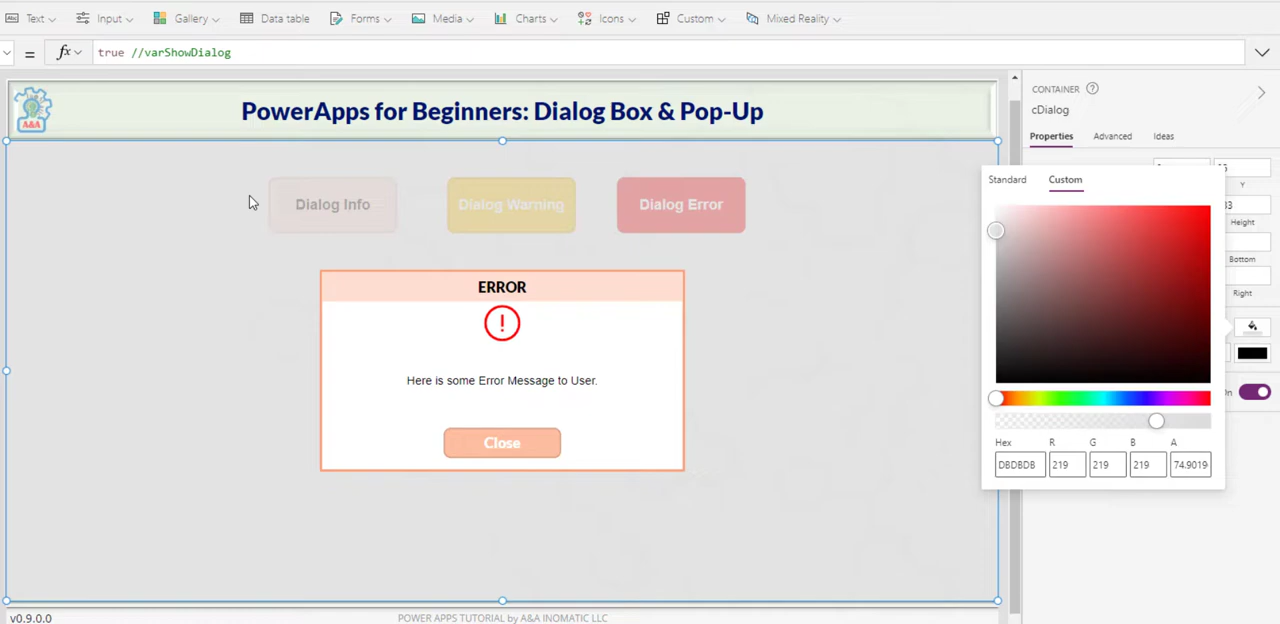 Text Input Gallery Data table Forms Media Charts Icons Custom Mixed Reality
= fx true //varShowDialog
A&A
PowerApps for Beginners: Dialog Box & Pop-Up
Dialog Info
Dialog Warning
Dialog Error
ERROR
!
Here is some Error Message to User.
Close
v0.9.0.0
POWER APPS TUTORIAL by A&A INOMATIC LLC
CONTAINER ?
cDialog
Properties Advanced Ideas
Y
Height
Bottom
Right
Standard Custom
Hex R G B A
DBDBDB 219 219 219 74.9019